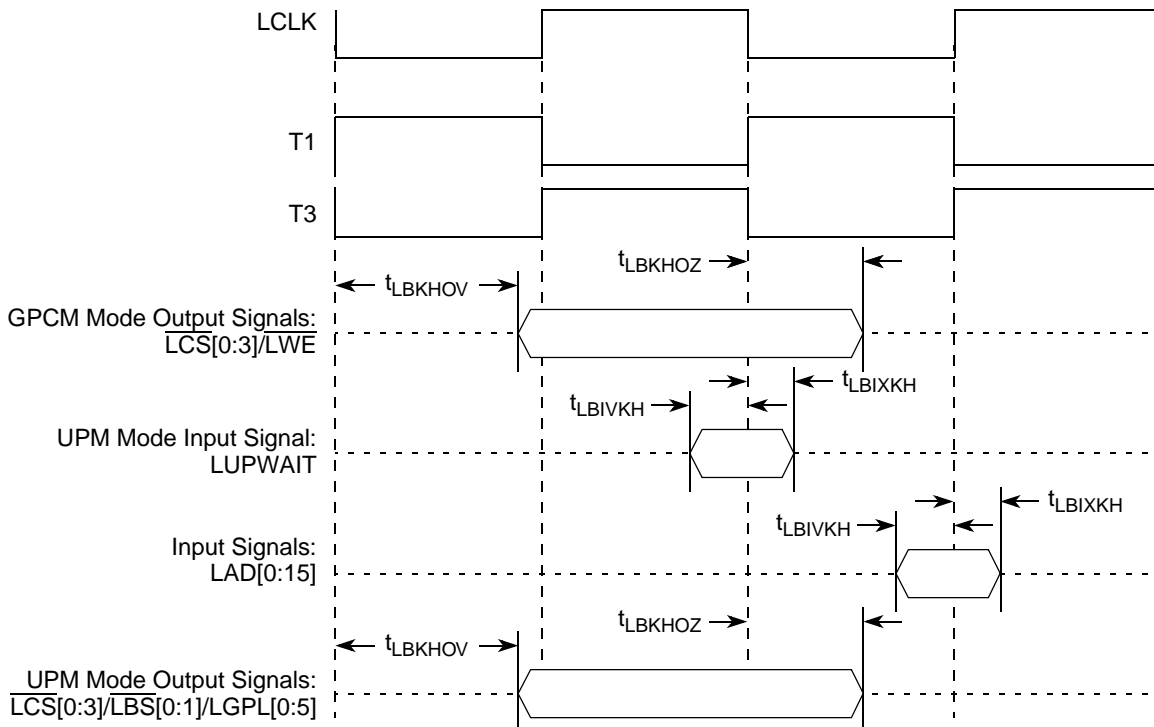 LCLK
T1
T3
tLBKHOZ
tLBKHOV
GPCM Mode Output Signals:
LCS[0:3]/LWE
tLBIXKH
tLBIVKH
UPM Mode Input Signal:
LUPWAIT
tLBIXKH
tLBIVKH
Input Signals:
LAD[0:15]
tLBKHOZ
tLBKHOV
UPM Mode Output Signals:
LCS[0:3]/LBS[0:1]/LGPL[0:5]